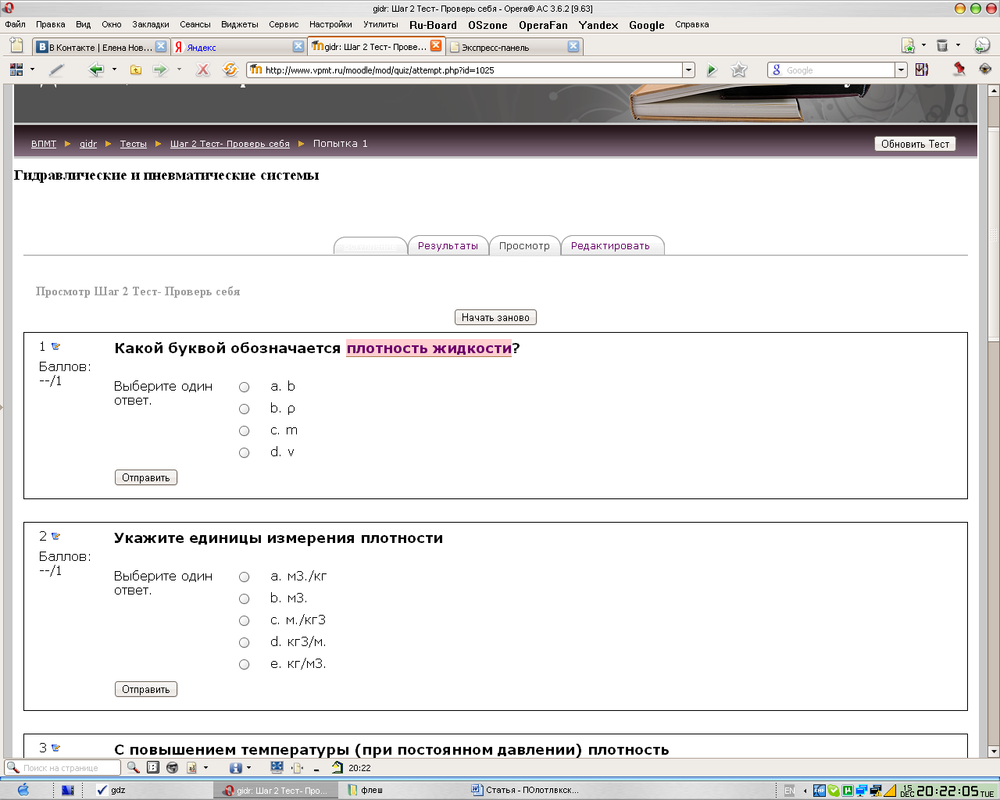 gidr: Шаг 2 Тест- Проверь себя - Opera® AC 3.6.2 [9.63]
Файл Правка Вид Окно Закладки Сеансы Виджеты Сервис Настройки Утилиты Ru-Board OSzone OperaFan Yandex Google Справка
В Контакте | Елена Нов... Яндекс gidr: Шаг 2 Тест- Прове... Экспресс-панель
http://www.vpmt.ru/moodle/mod/quiz/attempt.php?id=1025 Google
ВПМТ ► gidr ► Тесты ► Шаг 2 Тест- Проверь себя ► Попытка 1 Обновить Тест
Гидравлические и пневматические системы
Результаты Просмотр Редактировать
Просмотр Шаг 2 Тест- Проверь себя
Начать заново
1 Какой буквой обозначается плотность жидкости?
Баллов:
--/1
Выберите один
ответ.
a. b
b. ρ
c. m
d. v
Отправить
2 Укажите единицы измерения плотности
Баллов:
--/1
Выберите один
ответ.
a. м3./кг
b. м3.
c. м./кг3
d. кг3/м.
e. кг/м3.
Отправить
3 С повышением температуры (при постоянном давлении) плотность
Поиск на странице 20:22
gdz gidr: Шаг 2 Тест- Про... флеш Статья - ПОлотлвкск... EN 15 DEC 20:22:05 TUE